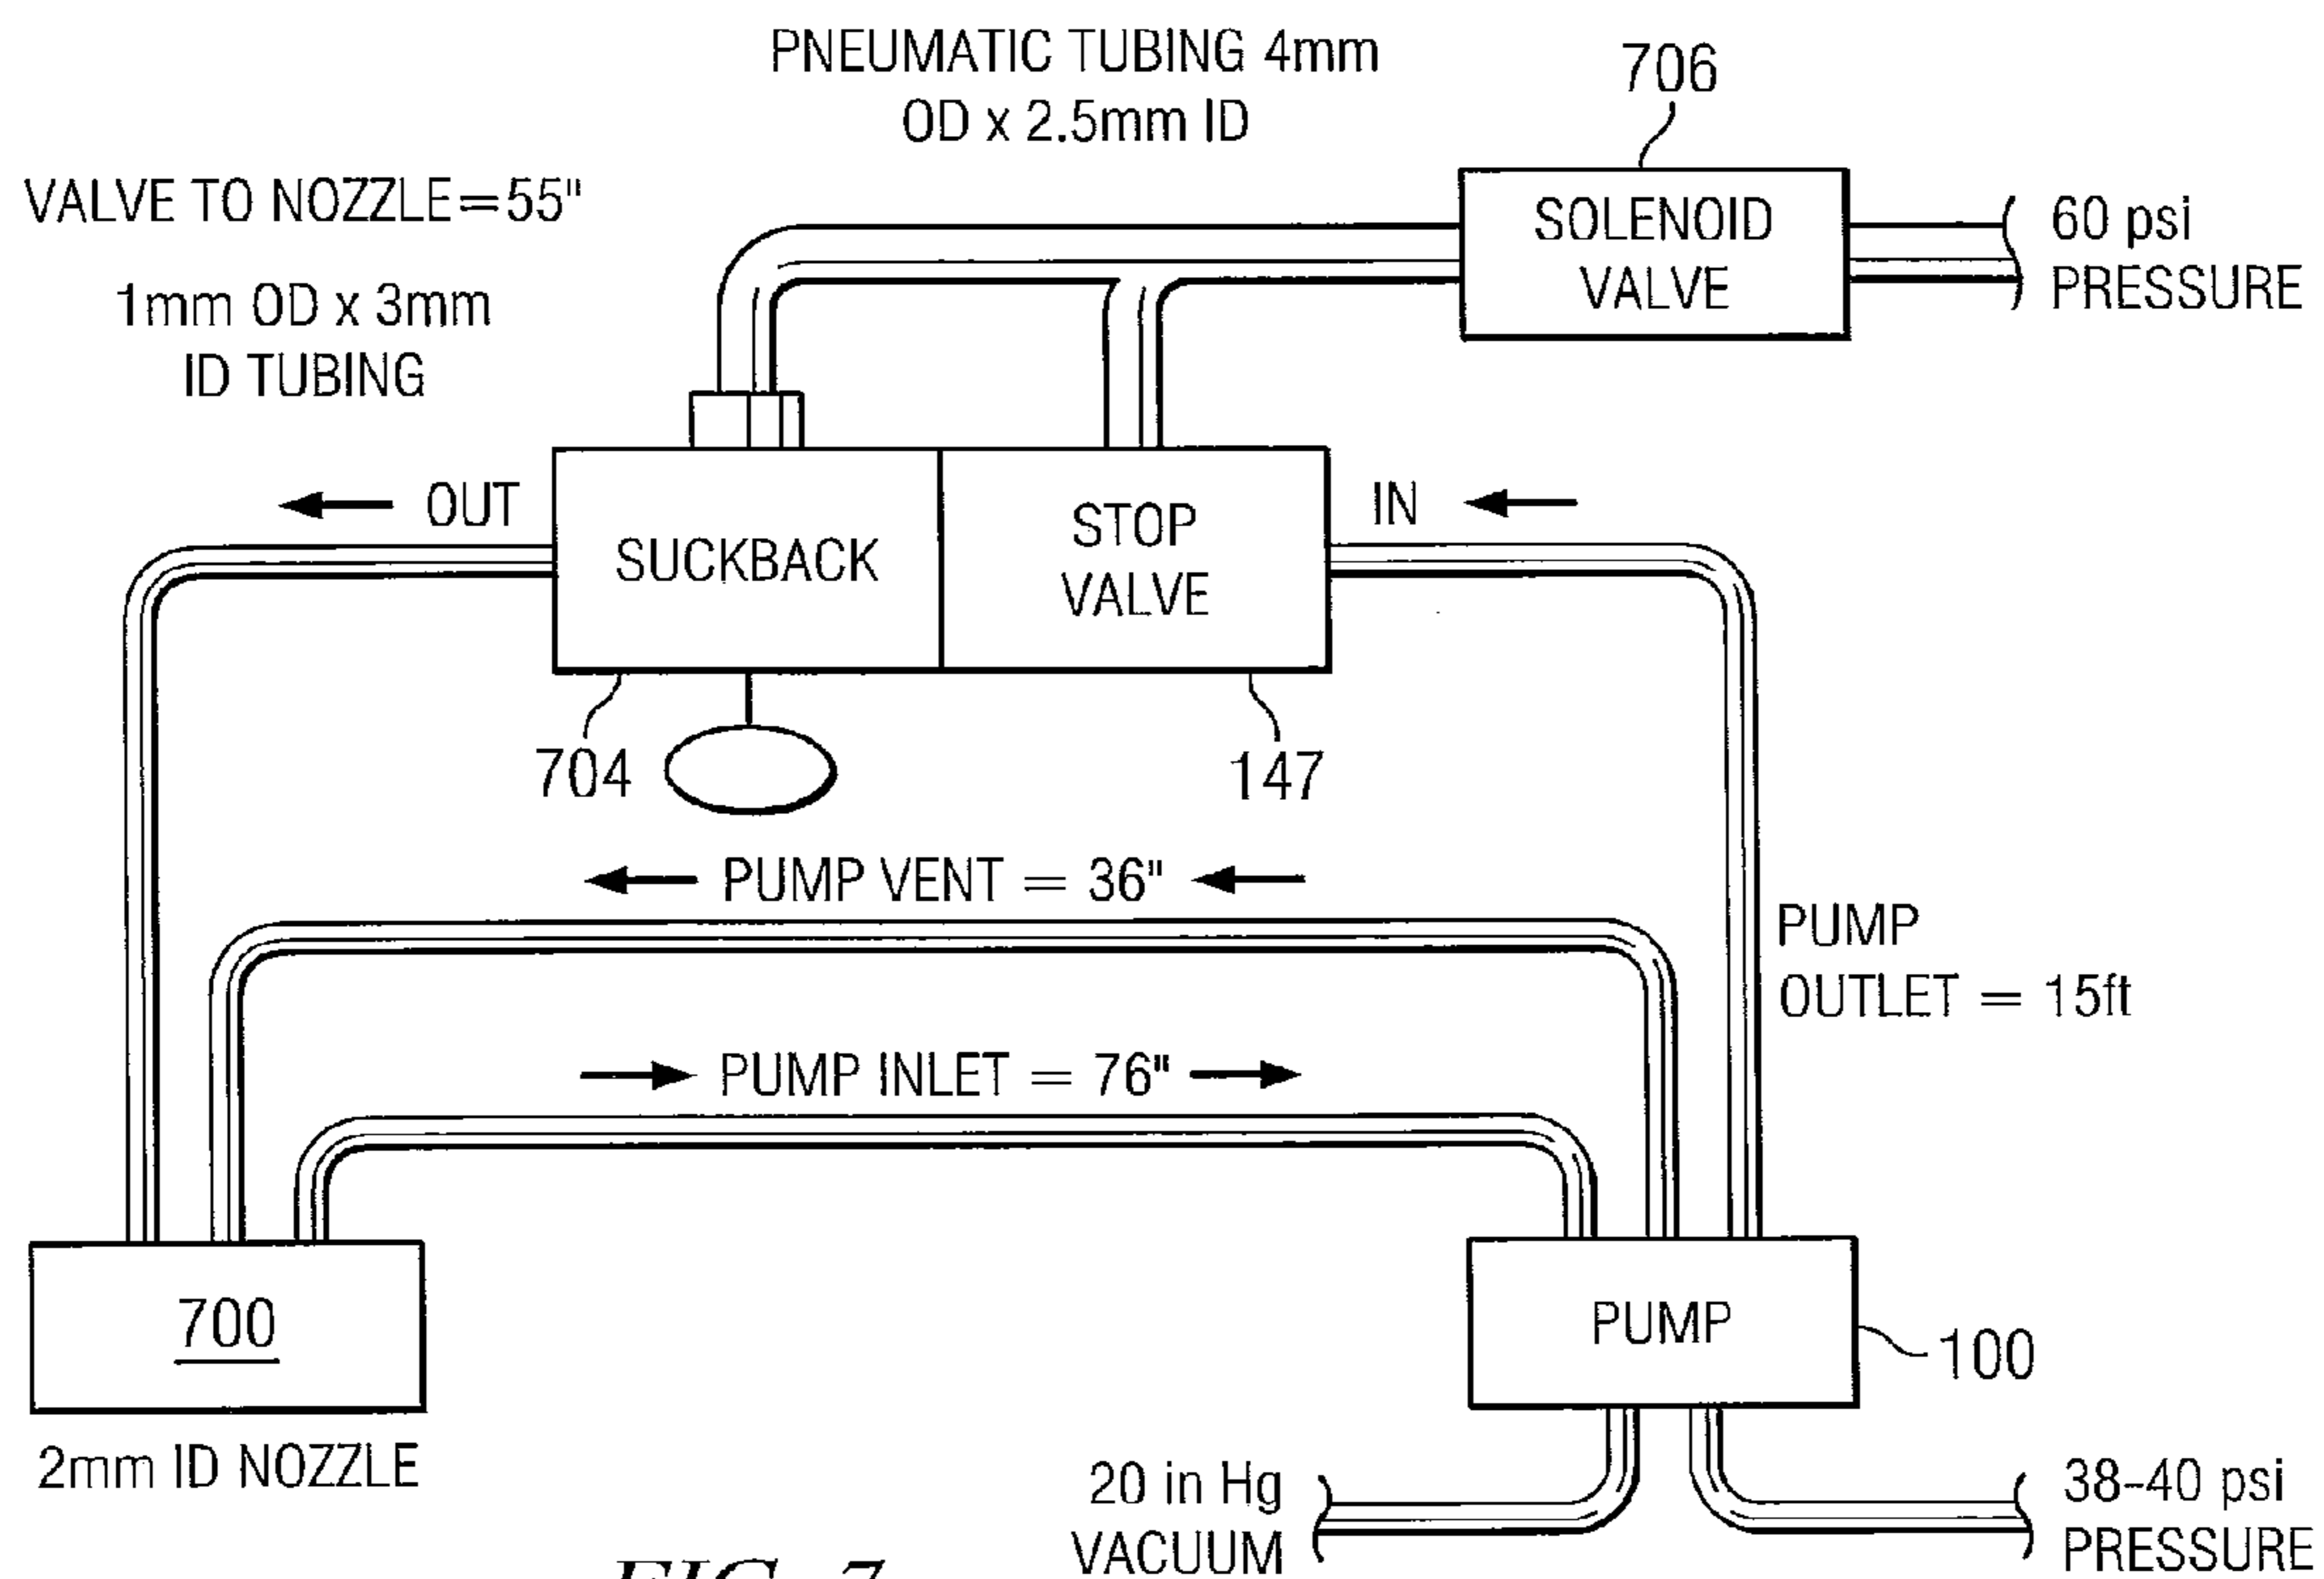 PNEUMATIC TUBING 4mm
OD x 2.5mm ID
706
VALVE TO NOZZLE=55"
1mm OD x 3mm
ID TUBING
SOLENOID
VALVE
60 psi
PRESSURE
OUT
IN
SUCKBACK
STOP
VALVE
704
147
PUMP VENT = 36"
PUMP
OUTLET = 15ft
PUMP INLET = 76"
700
PUMP
100
2mm ID NOZZLE
20 in Hg
VACUUM
38-40 psi
PRESSURE
FIG. 7